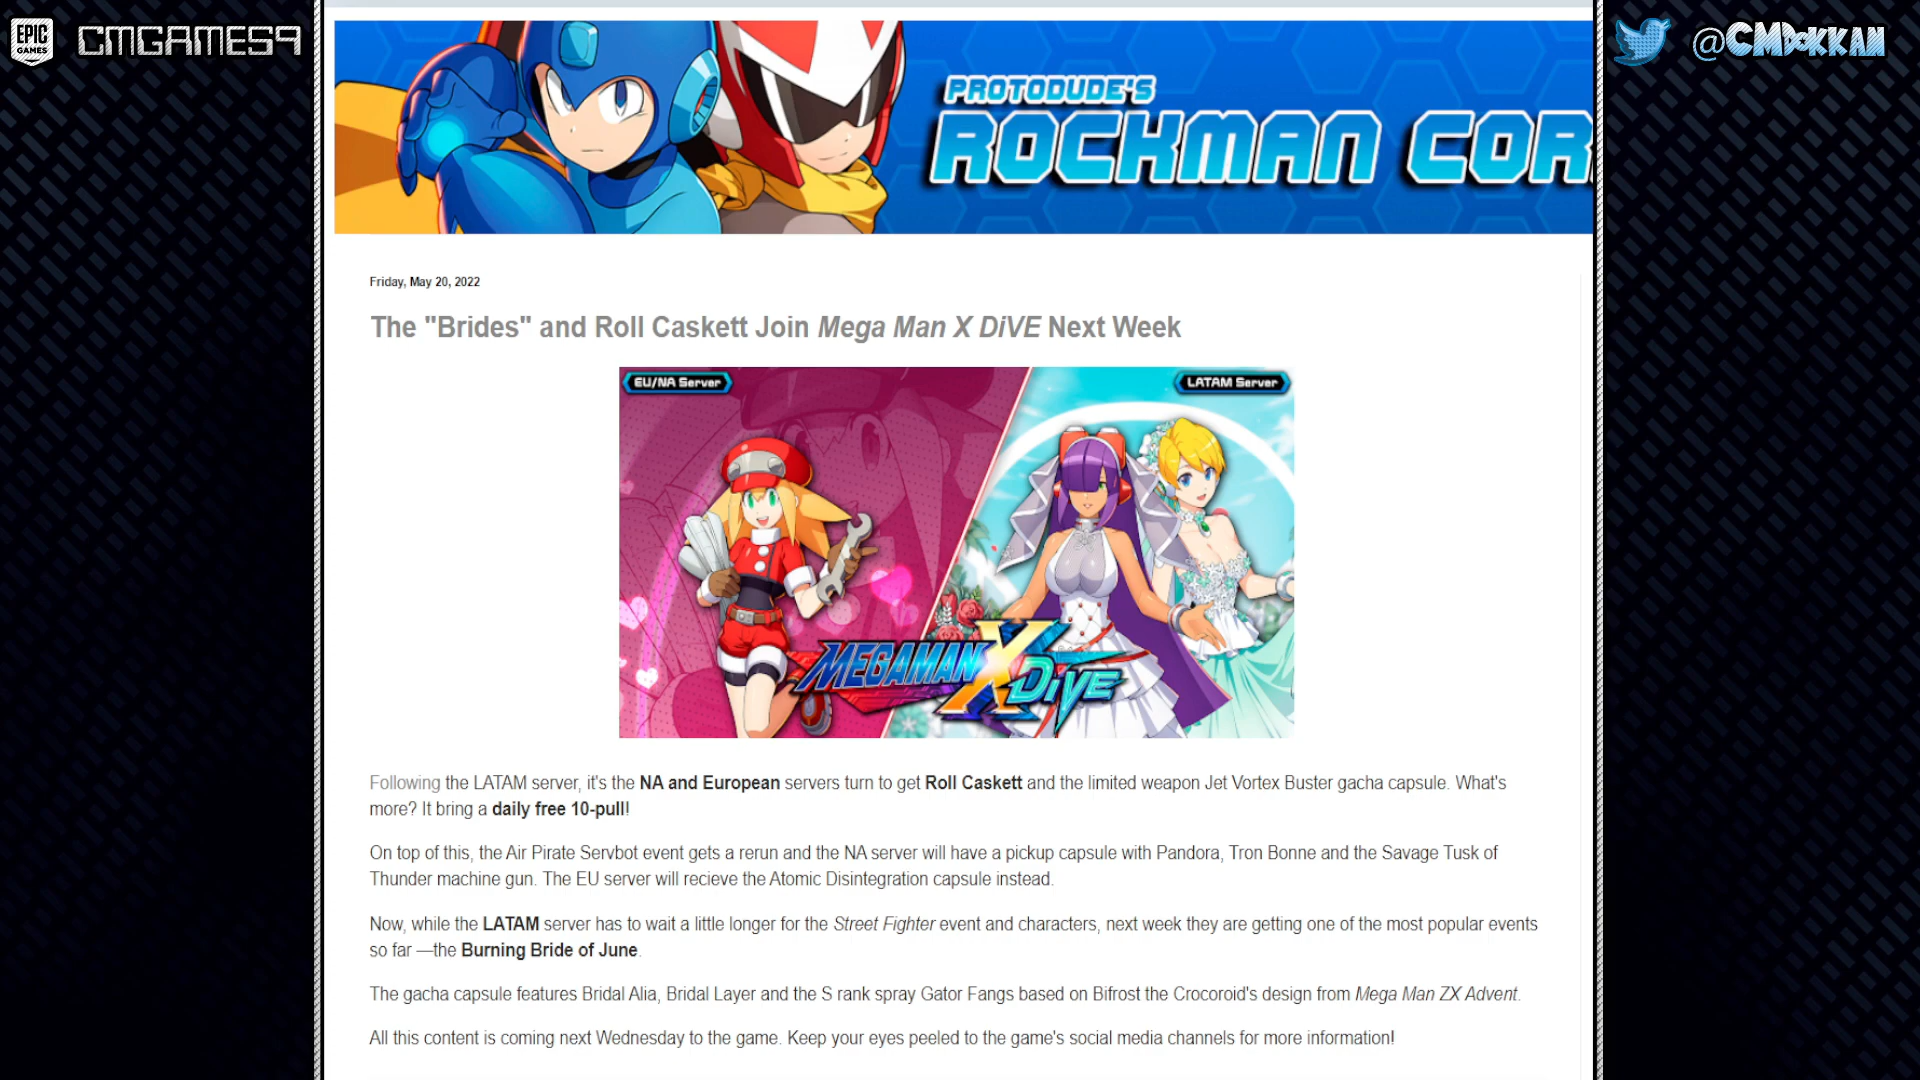 EPIC
GAMES
CMGAMES9
@CMDOKKAN
PROTODUDE'S
ROCKMAN COR
Friday, May 20, 2022
The "Brides" and Roll Caskett Join Mega Man X DiVE Next Week
EU/NA Server
LATAM Server
MEGAMAN X DiVE
Following the LATAM server, it's the NA and European servers turn to get Roll Caskett and the limited weapon Jet Vortex Buster gacha capsule. What's
more? It bring a daily free 10-pull!
On top of this, the Air Pirate Servbot event gets a rerun and the NA server will have a pickup capsule with Pandora, Tron Bonne and the Savage Tusk of
Thunder machine gun. The EU server will recieve the Atomic Disintegration capsule instead.
Now, while the LATAM server has to wait a little longer for the Street Fighter event and characters, next week they are getting one of the most popular events
so far —the Burning Bride of June.
The gacha capsule features Bridal Alia, Bridal Layer and the S rank spray Gator Fangs based on Bifrost the Crocoroid's design from Mega Man ZX Advent.
All this content is coming next Wednesday to the game. Keep your eyes peeled to the game's social media channels for more information!